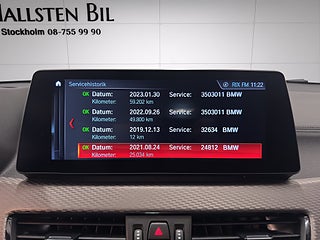 HALLSTEN BIL
Stockholm 08-755 99 90
Servicehistorik
RIX FM 11:22
OK Datum: 2023.01.30 Service: 3503011 BMW
Kilometer: 59.202 km
OK Datum: 2022.09.26 Service: 3503011 BMW
Kilometer: 49.800 km
OK Datum: 2019.12.13 Service: 32634 BMW
Kilometer: 12 km
OK Datum: 2021.08.24 Service: 24812 BMW
Kilometer: 25.034 km